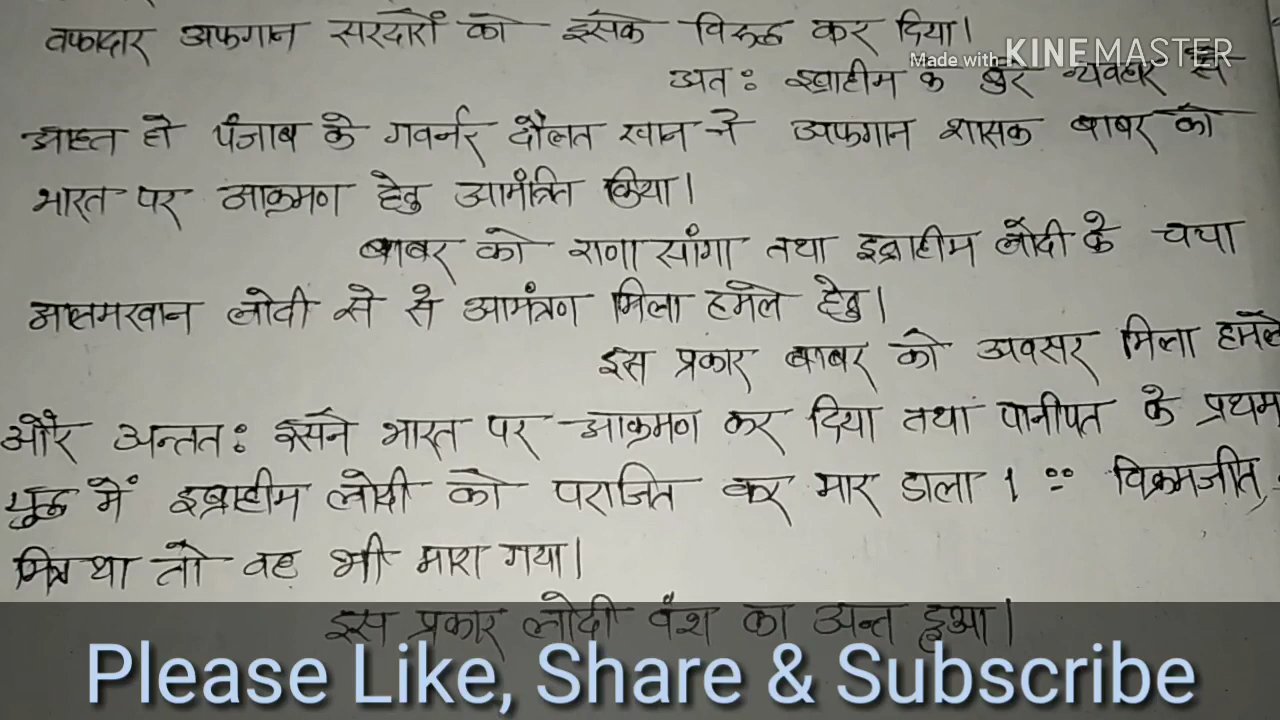 वफादार अफगान सरदारों को इसके विरुद्ध कर दिया।
Made with KINEMASTER
अतः इब्राहीम के बुरे व्यवहार से
आहत हो पंजाब के गवर्नर दौलत खान ने अफगान शासक बाबर को
भारत पर आक्रमण हेतु आमंत्रित किया।
बाबर को राणा सांगा तथा इब्राहीम लोदी के चचा
आलमखान लोदी से से आमंत्रण मिला हमले हेतु।
इस प्रकार बाबर को अवसर मिला हमले
और अन्ततः इसने भारत पर आक्रमण कर दिया तथा पानीपत के प्रथम
युद्ध में इब्राहीम लोदी को पराजित कर मार डाला। ∵ विक्रमजीत,
मित्र था तो वह भी मारा गया।
इस प्रकार लोदी वंश का अन्त हुआ।
Please Like, Share & Subscribe